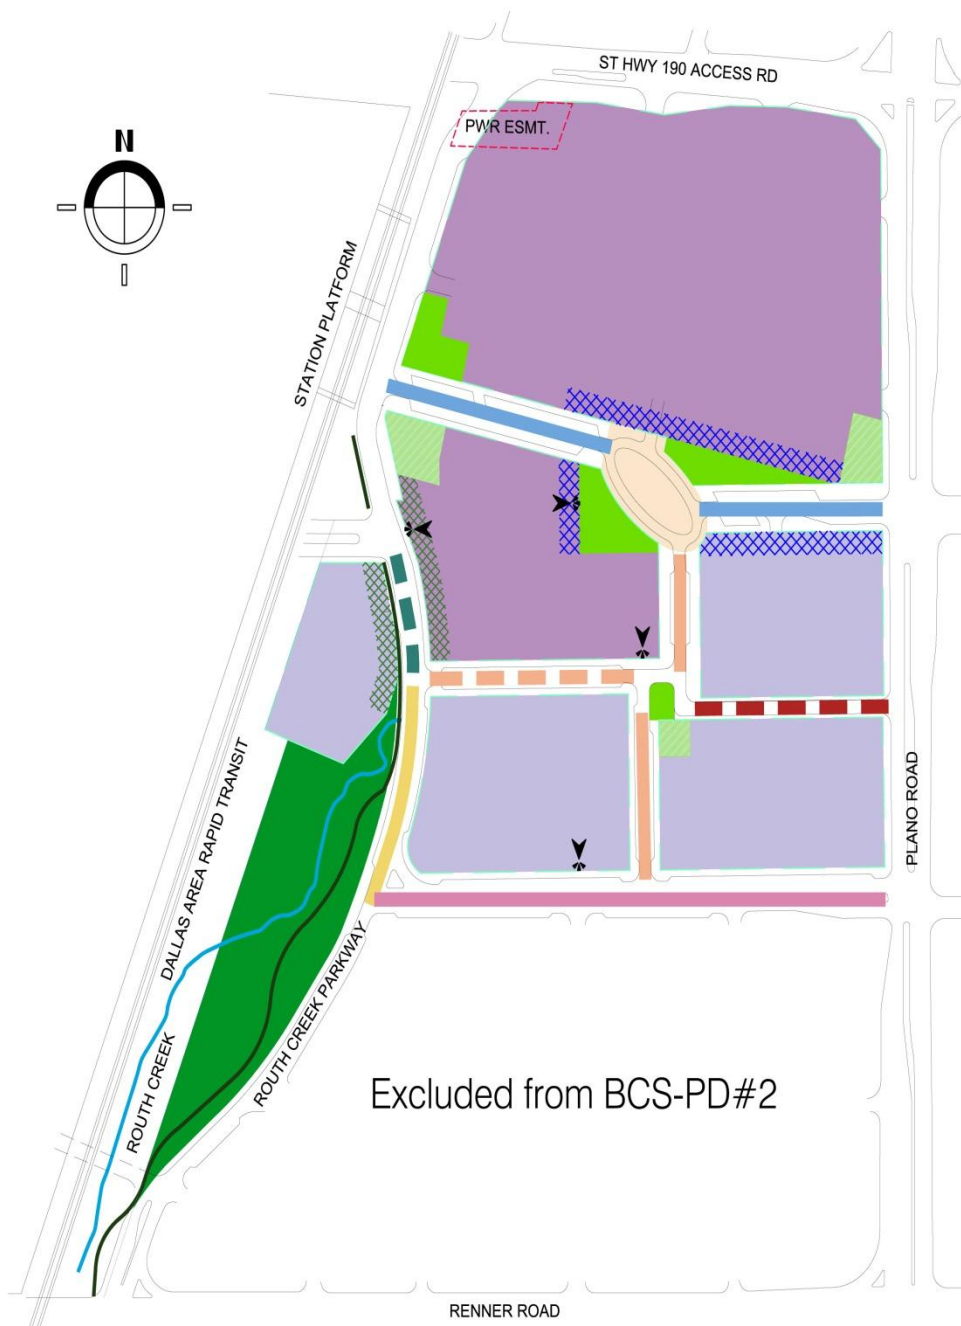 ST HWY 190 ACCESS RD
PWR ESMT.
N
STATION PLATFORM
DALLAS AREA RAPID TRANSIT
PLANO ROAD
ROUTH CREEK PARKWAY
ROUTH CREEK
Excluded from BCS-PD#2
RENNER ROAD